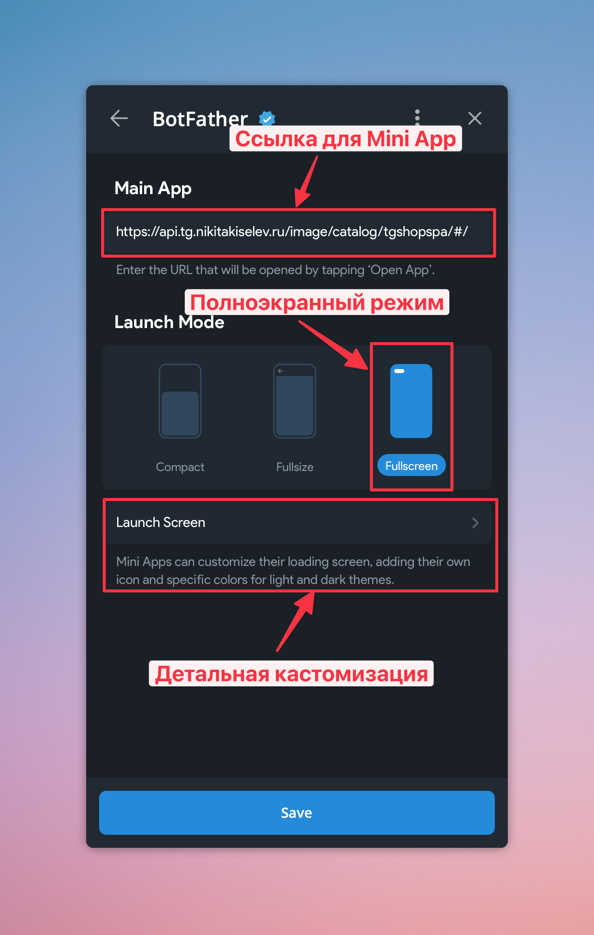 BotFather
Ссылка для Mini App
Main App
https://api.tg.nikitakiselev.ru/image/catalog/tgshopspa/#/
Enter the URL that will be opened by tapping ‘Open App’.
Полноэкранный режим
Launch Mode
Compact
Fullsize
Fullscreen
Launch Screen
Mini Apps can customize their loading screen, adding their own
icon and specific colors for light and dark themes.
Детальная кастомизация
Save